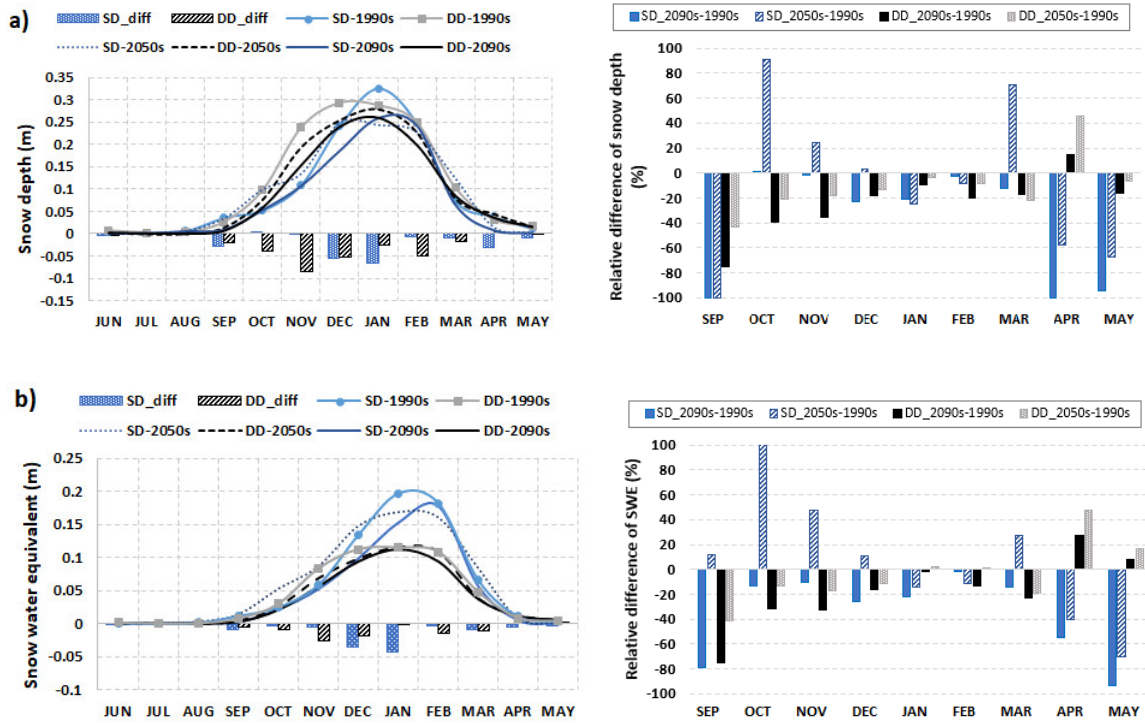 a)
SD_diff DD_diff SD-1990s DD-1990s
SD-2050s DD-2050s SD-2090s DD-2090s
Snow depth (m)
0.35
0.3
0.25
0.2
0.15
0.1
0.05
0
-0.05
-0.1
-0.15
JUN JUL AUG SEP OCT NOV DEC JAN FEB MAR APR MAY
SD_2090s-1990s SD_2050s-1990s DD_2090s-1990s DD_2050s-1990s
Relative difference of snow depth
(%)
100
80
60
40
20
0
-20
-40
-60
-80
-100
SEP OCT NOV DEC JAN FEB MAR APR MAY
b)
SD_diff DD_diff SD-1990s DD-1990s
SD-2050s DD-2050s SD-2090s DD-2090s
Snow water equivalent (m)
0.25
0.2
0.15
0.1
0.05
0
-0.05
-0.1
JUN JUL AUG SEP OCT NOV DEC JAN FEB MAR APR MAY
SD_2090s-1990s SD_2050s-1990s DD_2090s-1990s DD_2050s-1990s
Relative difference of SWE (%)
100
80
60
40
20
0
-20
-40
-60
-80
-100
SEP OCT NOV DEC JAN FEB MAR APR MAY